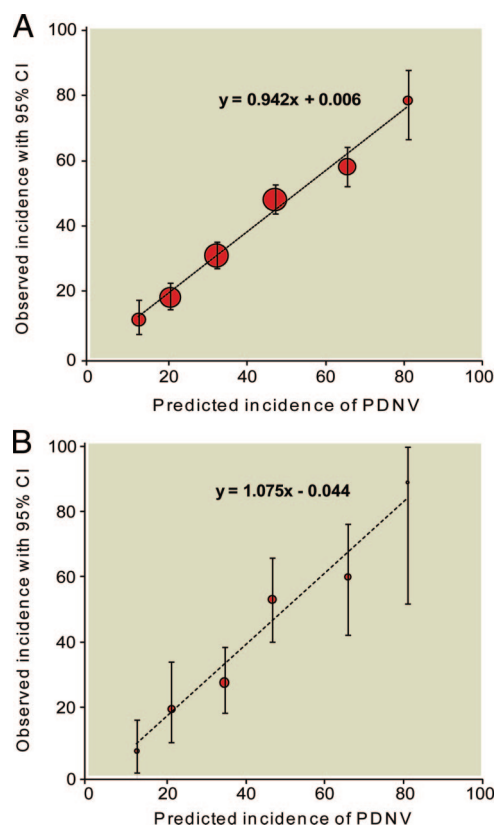 A
100
80
60
40
20
0
Observed incidence with 95% CI
y = 0.942x + 0.006
0 20 40 60 80 100
Predicted incidence of PDNV
B
100
80
60
40
20
0
Observed incidence with 95% CI
y = 1.075x - 0.044
0 20 40 60 80 100
Predicted incidence of PDNV